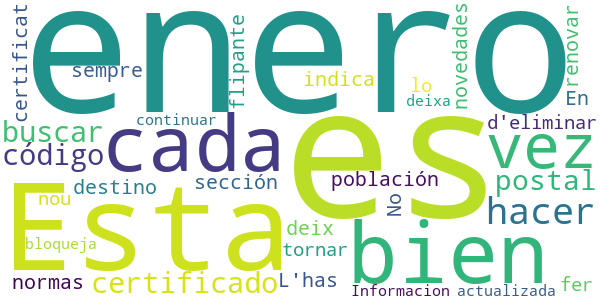 enero
certificat
sempre
flipante
indica
lo
deixa
novedades
renovar
En
continuar
d'eliminar
buscar
cada
es
vez
código
sección
población
postal
destino
Esta
nou
No
hacer
bloqueja
deix
bien
tornar
normas
certificado
L'has
Informacion
actualizada
fer